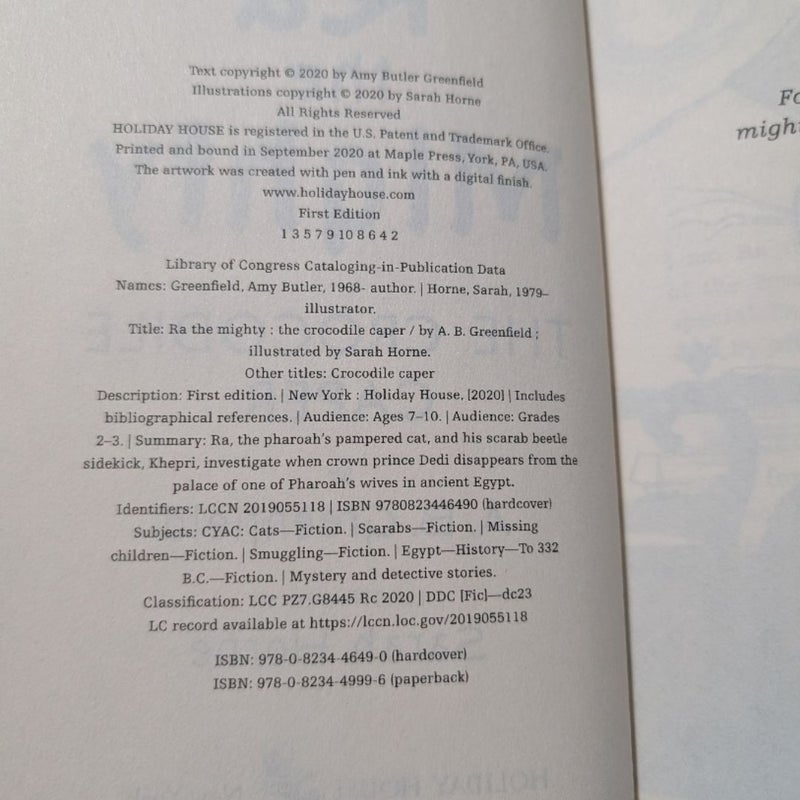 Text copyright © 2020 by Amy Butler Greenfield
Illustrations copyright © 2020 by Sarah Horne
All Rights Reserved
HOLIDAY HOUSE is registered in the U.S. Patent and Trademark Office.
Printed and bound in September 2020 at Maple Press, York, PA, USA.
The artwork was created with pen and ink with a digital finish.
www.holidayhouse.com
First Edition
1 3 5 7 9 10 8 6 4 2
Library of Congress Cataloging-in-Publication Data
Names: Greenfield, Amy Butler, 1968- author. | Horne, Sarah, 1979–
illustrator.
Title: Ra the mighty : the crocodile caper / by A. B. Greenfield ;
illustrated by Sarah Horne.
Other titles: Crocodile caper
Description: First edition. | New York : Holiday House, [2020] | Includes
bibliographical references. | Audience: Ages 7–10. | Audience: Grades
2–3. | Summary: Ra, the pharoah's pampered cat, and his scarab beetle
sidekick, Khepri, investigate when crown prince Dedi disappears from the
palace of one of Pharoah's wives in ancient Egypt.
Identifiers: LCCN 2019055118 | ISBN 9780823446490 (hardcover)
Subjects: CYAC: Cats—Fiction. | Scarabs—Fiction. | Missing
children—Fiction. | Smuggling—Fiction. | Egypt—History—To 332
B.C.—Fiction. | Mystery and detective stories.
Classification: LCC PZ7.G8445 Rc 2020 | DDC [Fic]—dc23
LC record available at https://lccn.loc.gov/2019055118
ISBN: 978-0-8234-4649-0 (hardcover)
ISBN: 978-0-8234-4999-6 (paperback)